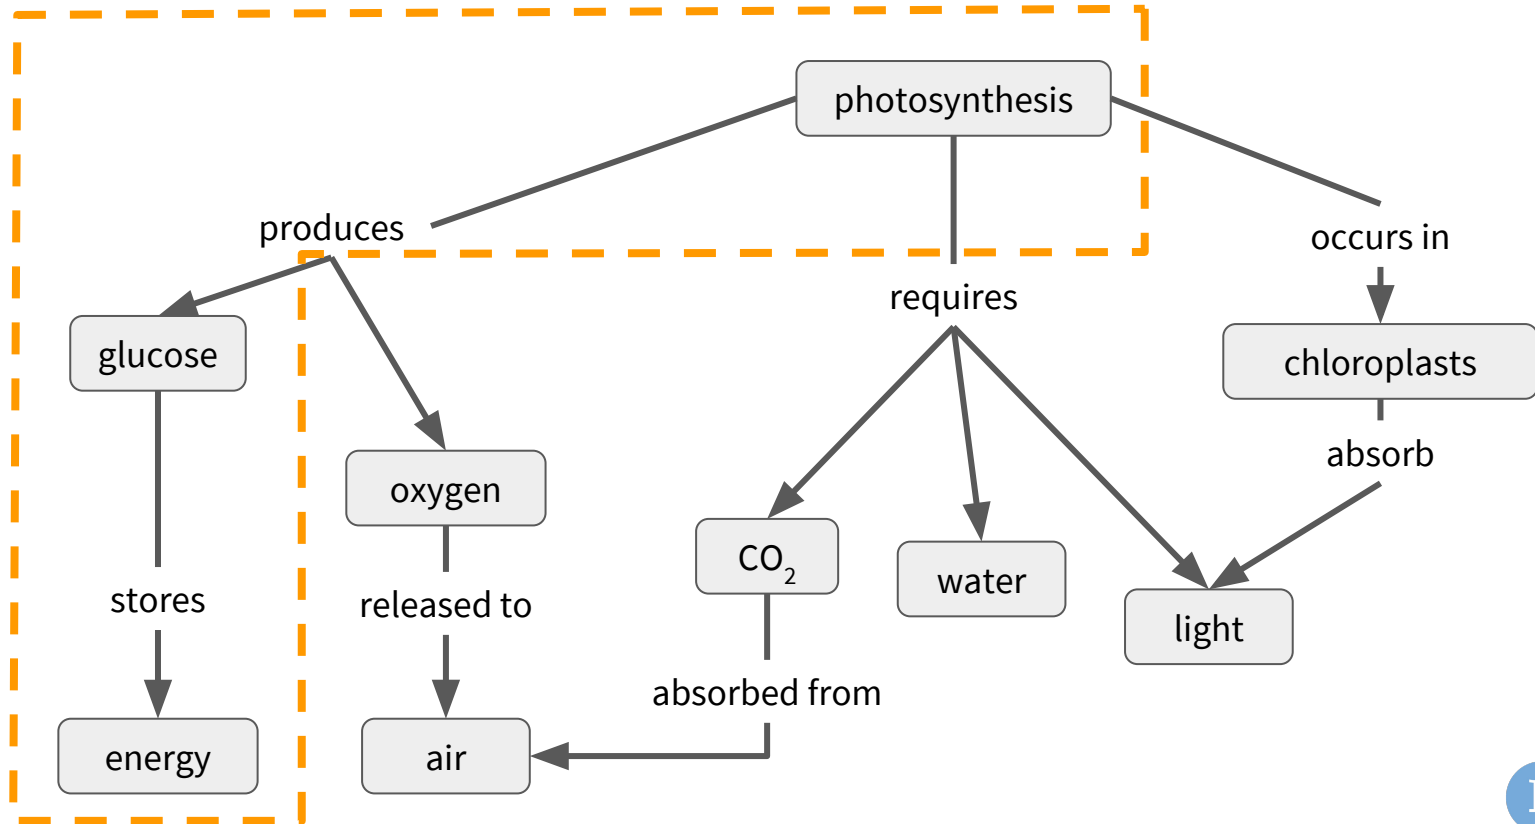 photosynthesis
produces
occurs in
requires
glucose
chloroplasts
absorb
oxygen
CO₂
water
stores
released to
light
absorbed from
energy
air